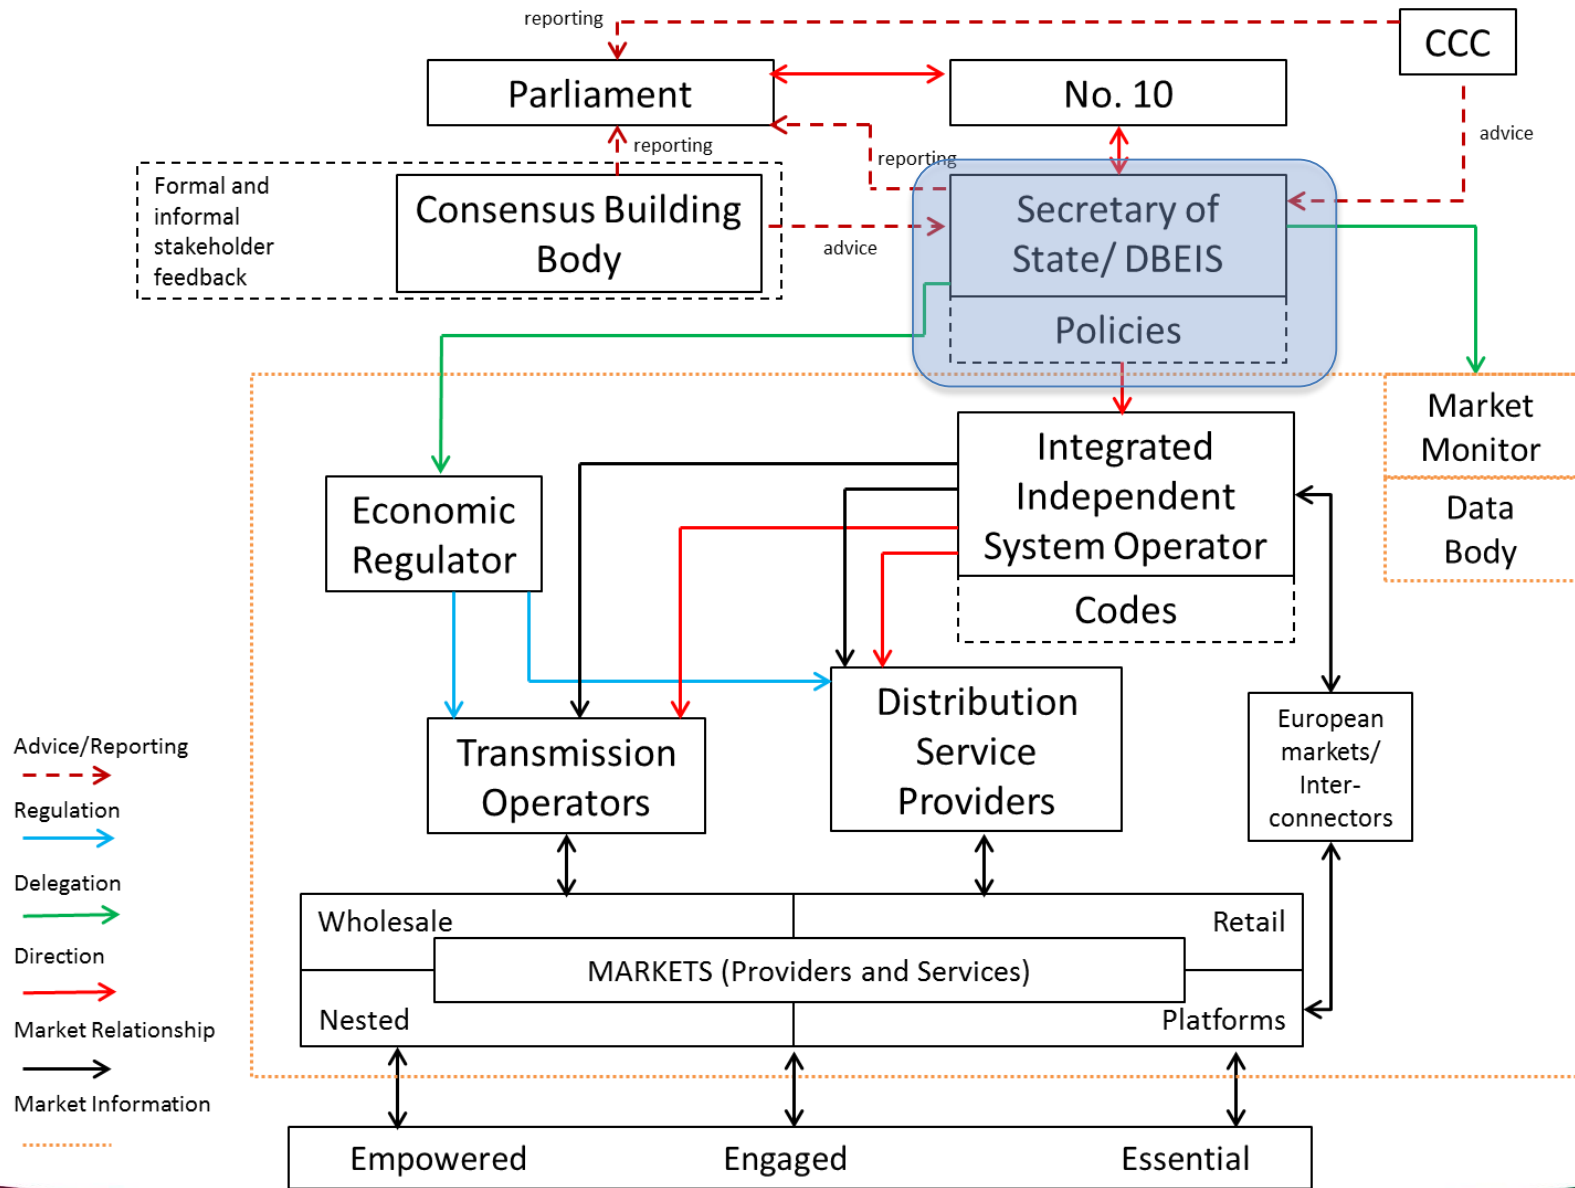 reporting
CCC
Parliament
No. 10
advice
reporting
reporting
Formal and
informal
stakeholder
feedback
Consensus Building
Body
advice
Secretary of
State/ DBEIS
Policies
Market
Monitor
Data
Body
Integrated
Independent
System Operator
Codes
Economic
Regulator
Distribution
Service
Providers
Transmission
Operators
European
markets/
Inter-
connectors
Advice/Reporting
Regulation
Delegation
Direction
Market Relationship
Market Information
Wholesale
Retail
MARKETS (Providers and Services)
Nested
Platforms
Empowered
Engaged
Essential